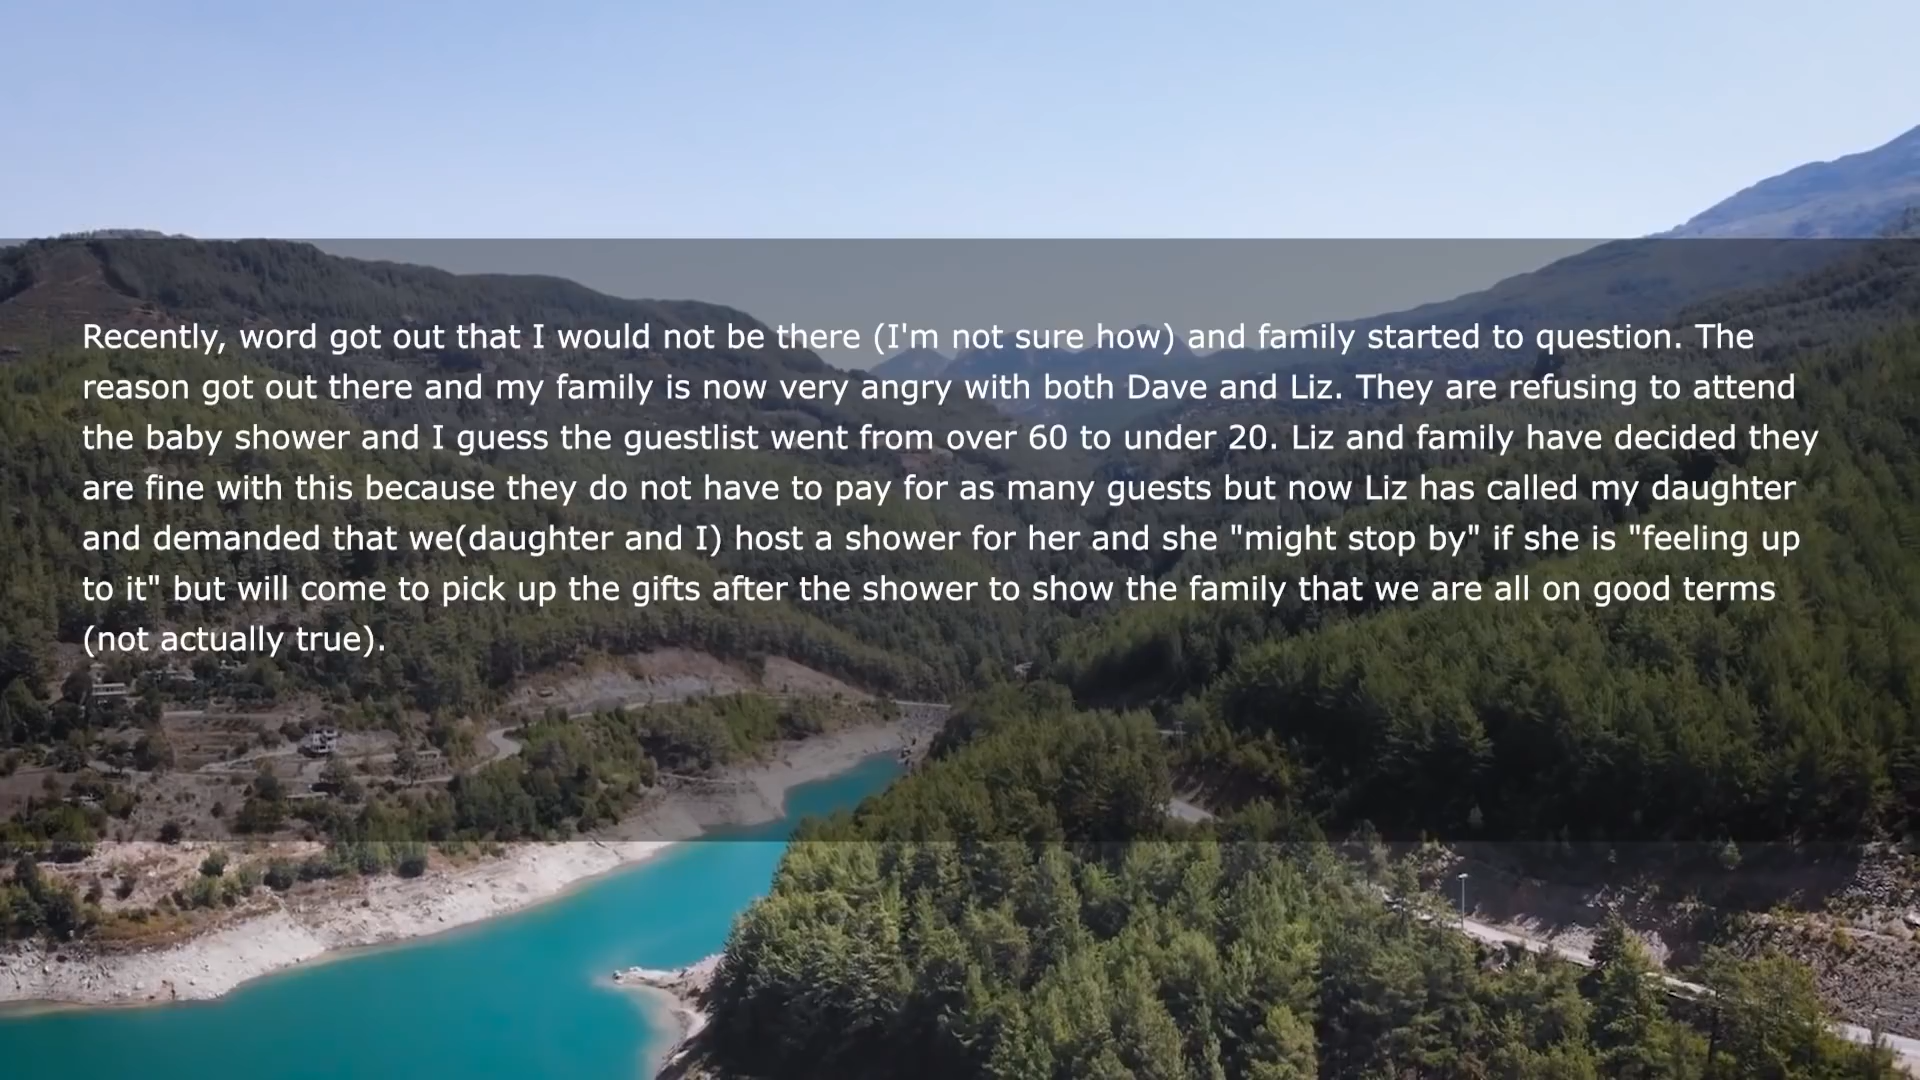 Recently, word got out that I would not be there (I'm not sure how) and family started to question. The
reason got out there and my family is now very angry with both Dave and Liz. They are refusing to attend
the baby shower and I guess the guestlist went from over 60 to under 20. Liz and family have decided they
are fine with this because they do not have to pay for as many guests but now Liz has called my daughter
and demanded that we(daughter and I) host a shower for her and she "might stop by" if she is "feeling up
to it" but will come to pick up the gifts after the shower to show the family that we are all on good terms
(not actually true).